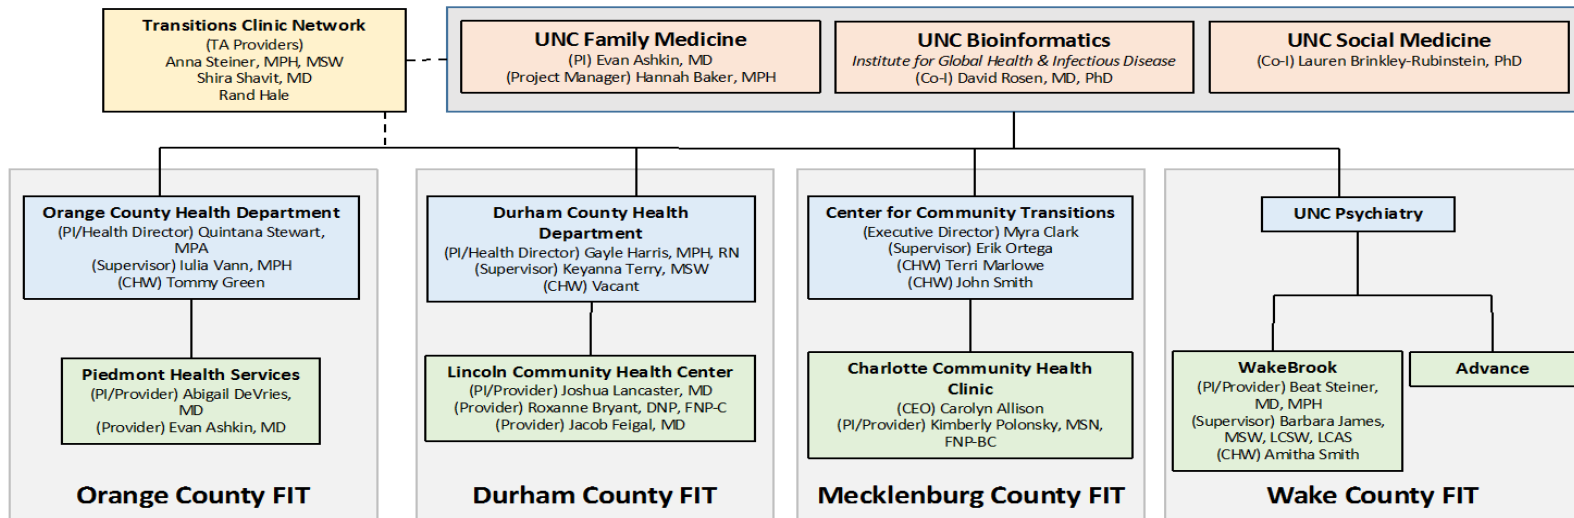 Transitions Clinic Network
(TA Providers)
Anna Steiner, MPH, MSW
Shira Shavit, MD
Rand Hale
UNC Family Medicine
(PI) Evan Ashkin, MD
(Project Manager) Hannah Baker, MPH
UNC Bioinformatics
Institute for Global Health & Infectious Disease
(Co-I) David Rosen, MD, PhD
UNC Social Medicine
(Co-I) Lauren Brinkley-Rubinstein, PhD
Orange County Health Department
(PI/Health Director) Quintana Stewart,
MPA
(Supervisor) Iulia Vann, MPH
(CHW) Tommy Green
Piedmont Health Services
(PI/Provider) Abigail DeVries,
MD
(Provider) Evan Ashkin, MD
Orange County FIT
Durham County Health
Department
(PI/Health Director) Gayle Harris, MPH, RN
(Supervisor) Keyanna Terry, MSW
(CHW) Vacant
Lincoln Community Health Center
(PI/Provider) Joshua Lancaster, MD
(Provider) Roxanne Bryant, DNP, FNP-C
(Provider) Jacob Feigal, MD
Durham County FIT
Center for Community Transitions
(Executive Director) Myra Clark
(Supervisor) Erik Ortega
(CHW) Terri Marlowe
(CHW) John Smith
Charlotte Community Health
Clinic
(CEO) Carolyn Allison
(PI/Provider) Kimberly Polonsky, MSN,
FNP-BC
Mecklenburg County FIT
UNC Psychiatry
WakeBrook
(PI/Provider) Beat Steiner,
MD, MPH
(Supervisor) Barbara James,
MSW, LCSW, LCAS
(CHW) Amitha Smith
Advance
Wake County FIT